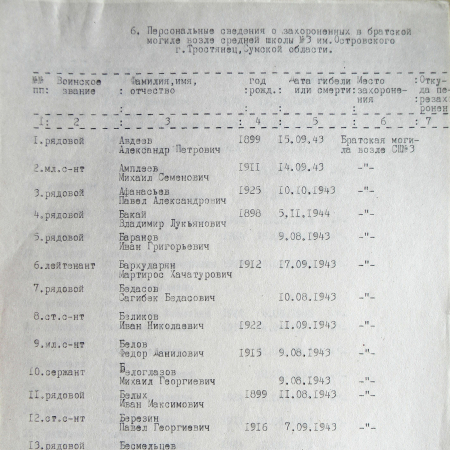 6. Персональные сведения о захороненных в братской
могиле возле средней школы №3 им.Островского
г.Тростянец,Сумской области.
№№ Воинское Фамилия,имя, год Дата гибели Место :Отку-
пп: звание : отчество :рожд.: или смерти: захороне- :да пе-
: : : : ния :резах-
: : : : : :оронен
1: 2 : 3 : 4 : 5 : 6 : 7
1.рядовой Авдеев 1899 15.09.43 Братская моги-
Александр Петрович ла возле СШ№3
2.мл.с-нт Амплеев 1911 14.09.43 -"-
Михаил Семенович
3.рядовой Афанасьев 1925 10.10.1943 -"-
Павел Александрович
4.рядовой Бакай 1898 5.11.1944 -"-
Владимир Лукьянович
5.рядовой Баранов 9.08.1943 -"-
Иван Григорьевич
6.лейтенант Бархударян 1912 17.09.1943 -"-
Мартирос Хачатурович
7.рядовой Бедасов
Сагибек Бедасович 10.08.1943 -"-
8.ст.с-нт Беликов
Иван Николаевич 1922 11.09.1943 -"-
9.мл.с-нт Белов
Федор Данилович 1915 9.08.1943 -"-
10.сержант Белоглазов
Михаил Георгиевич 9.08.1943 -"-
11.рядовой Белых 1899 11.08.1943 -"-
Иван Максимович
12.ст.с-нт Березин
Павел Георгиевич 1916 7.09.1943 -"-
13.рядовой Бесмельцев